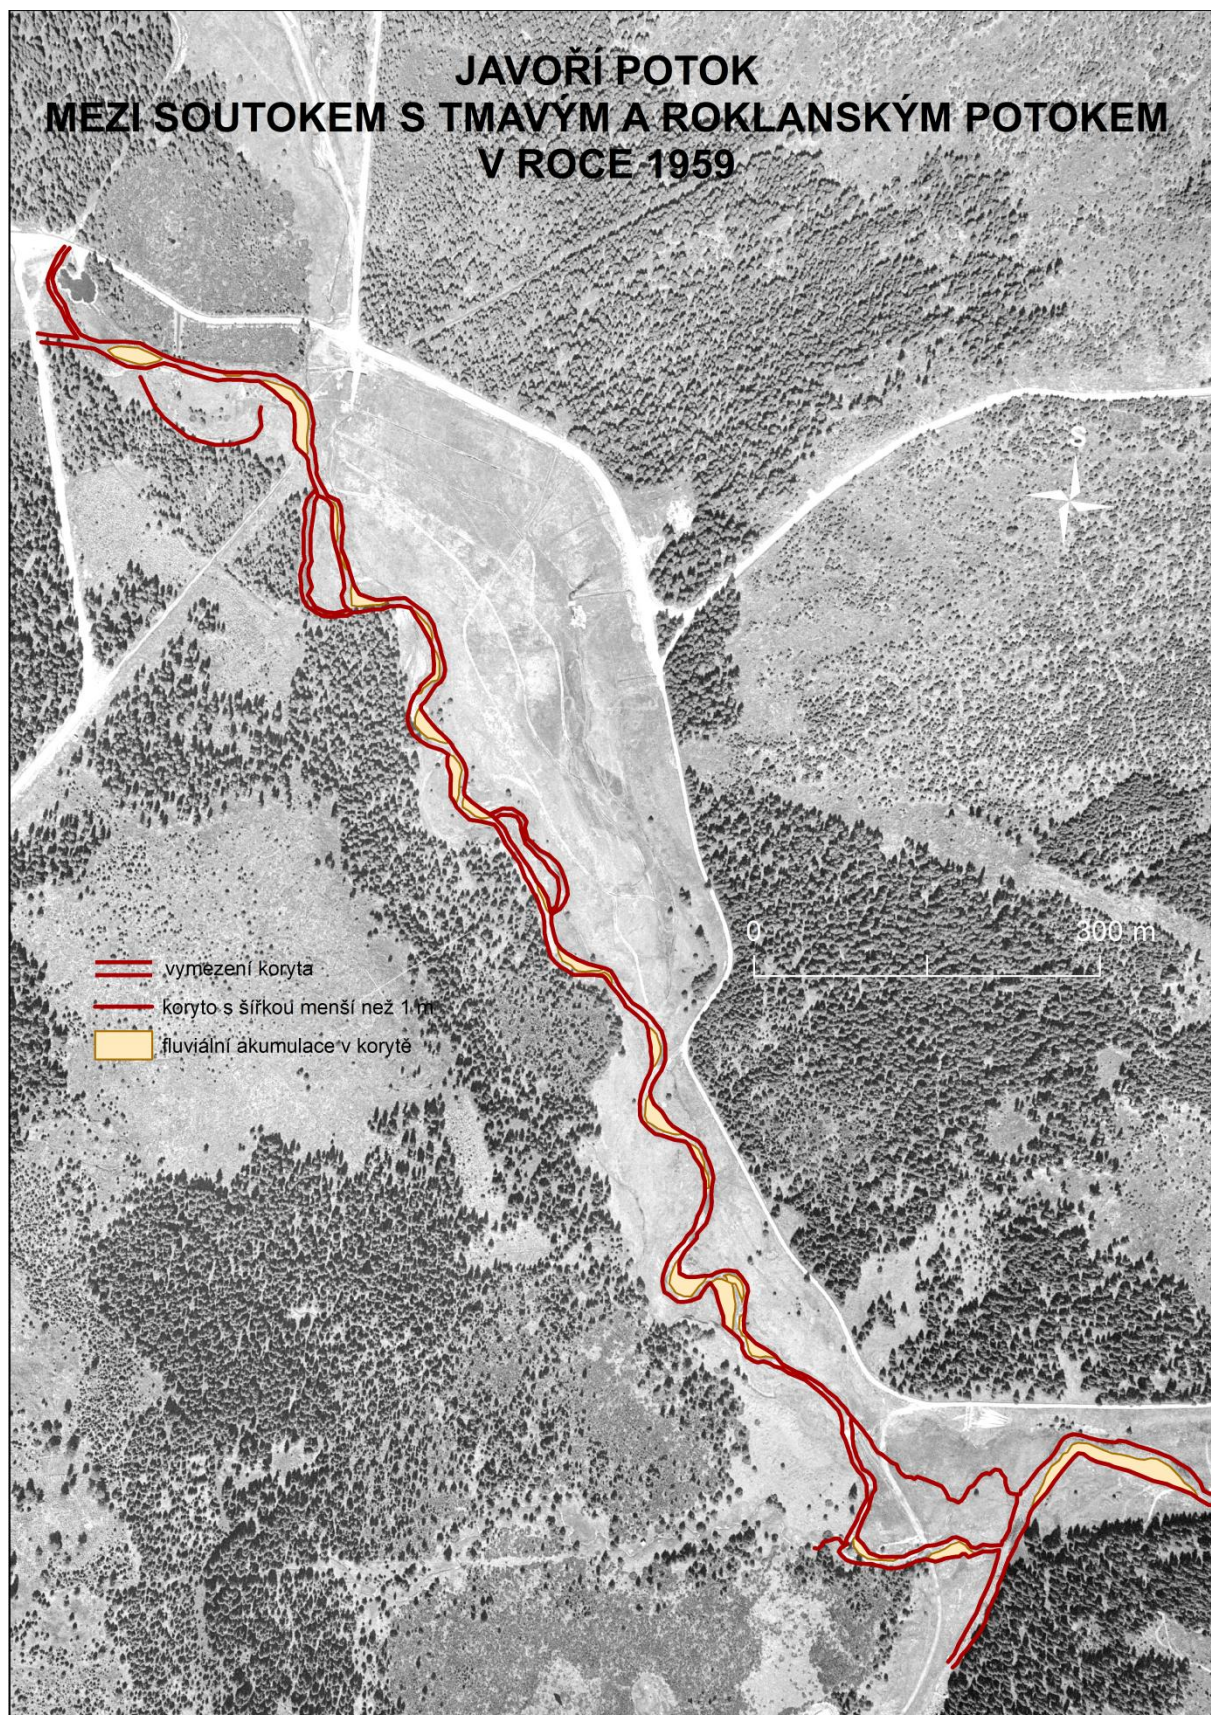 JAVOŘÍ POTOK
MEZI SOUTOKEM S TMAVÝM A ROKLANSKÝM POTOKEM
V ROCE 1959
S
0 300 m
vymezení koryta
koryto s šířkou menší než 1 m
fluviální akumulace v korytě